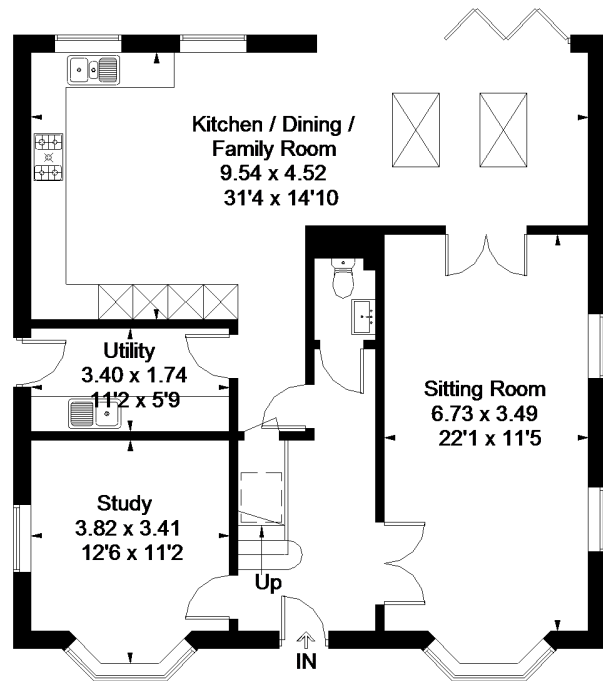 Kitchen / Dining /
Family Room
9.54 x 4.52
31'4 x 14'10
Utility
3.40 x 1.74
11'2 x 5'9
Sitting Room
6.73 x 3.49
22'1 x 11'5
Study
3.82 x 3.41
12'6 x 11'2
Up
IN